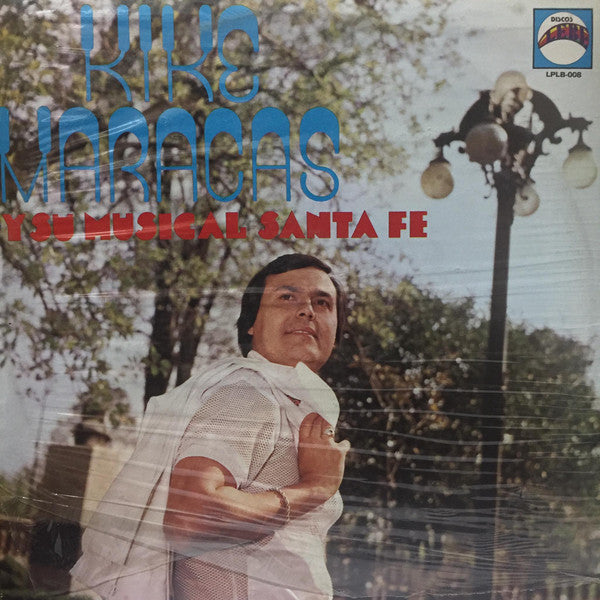 KIKE
MARACAS
Y SU MUSICAL SANTA FE
DISCOS
LPLB-008